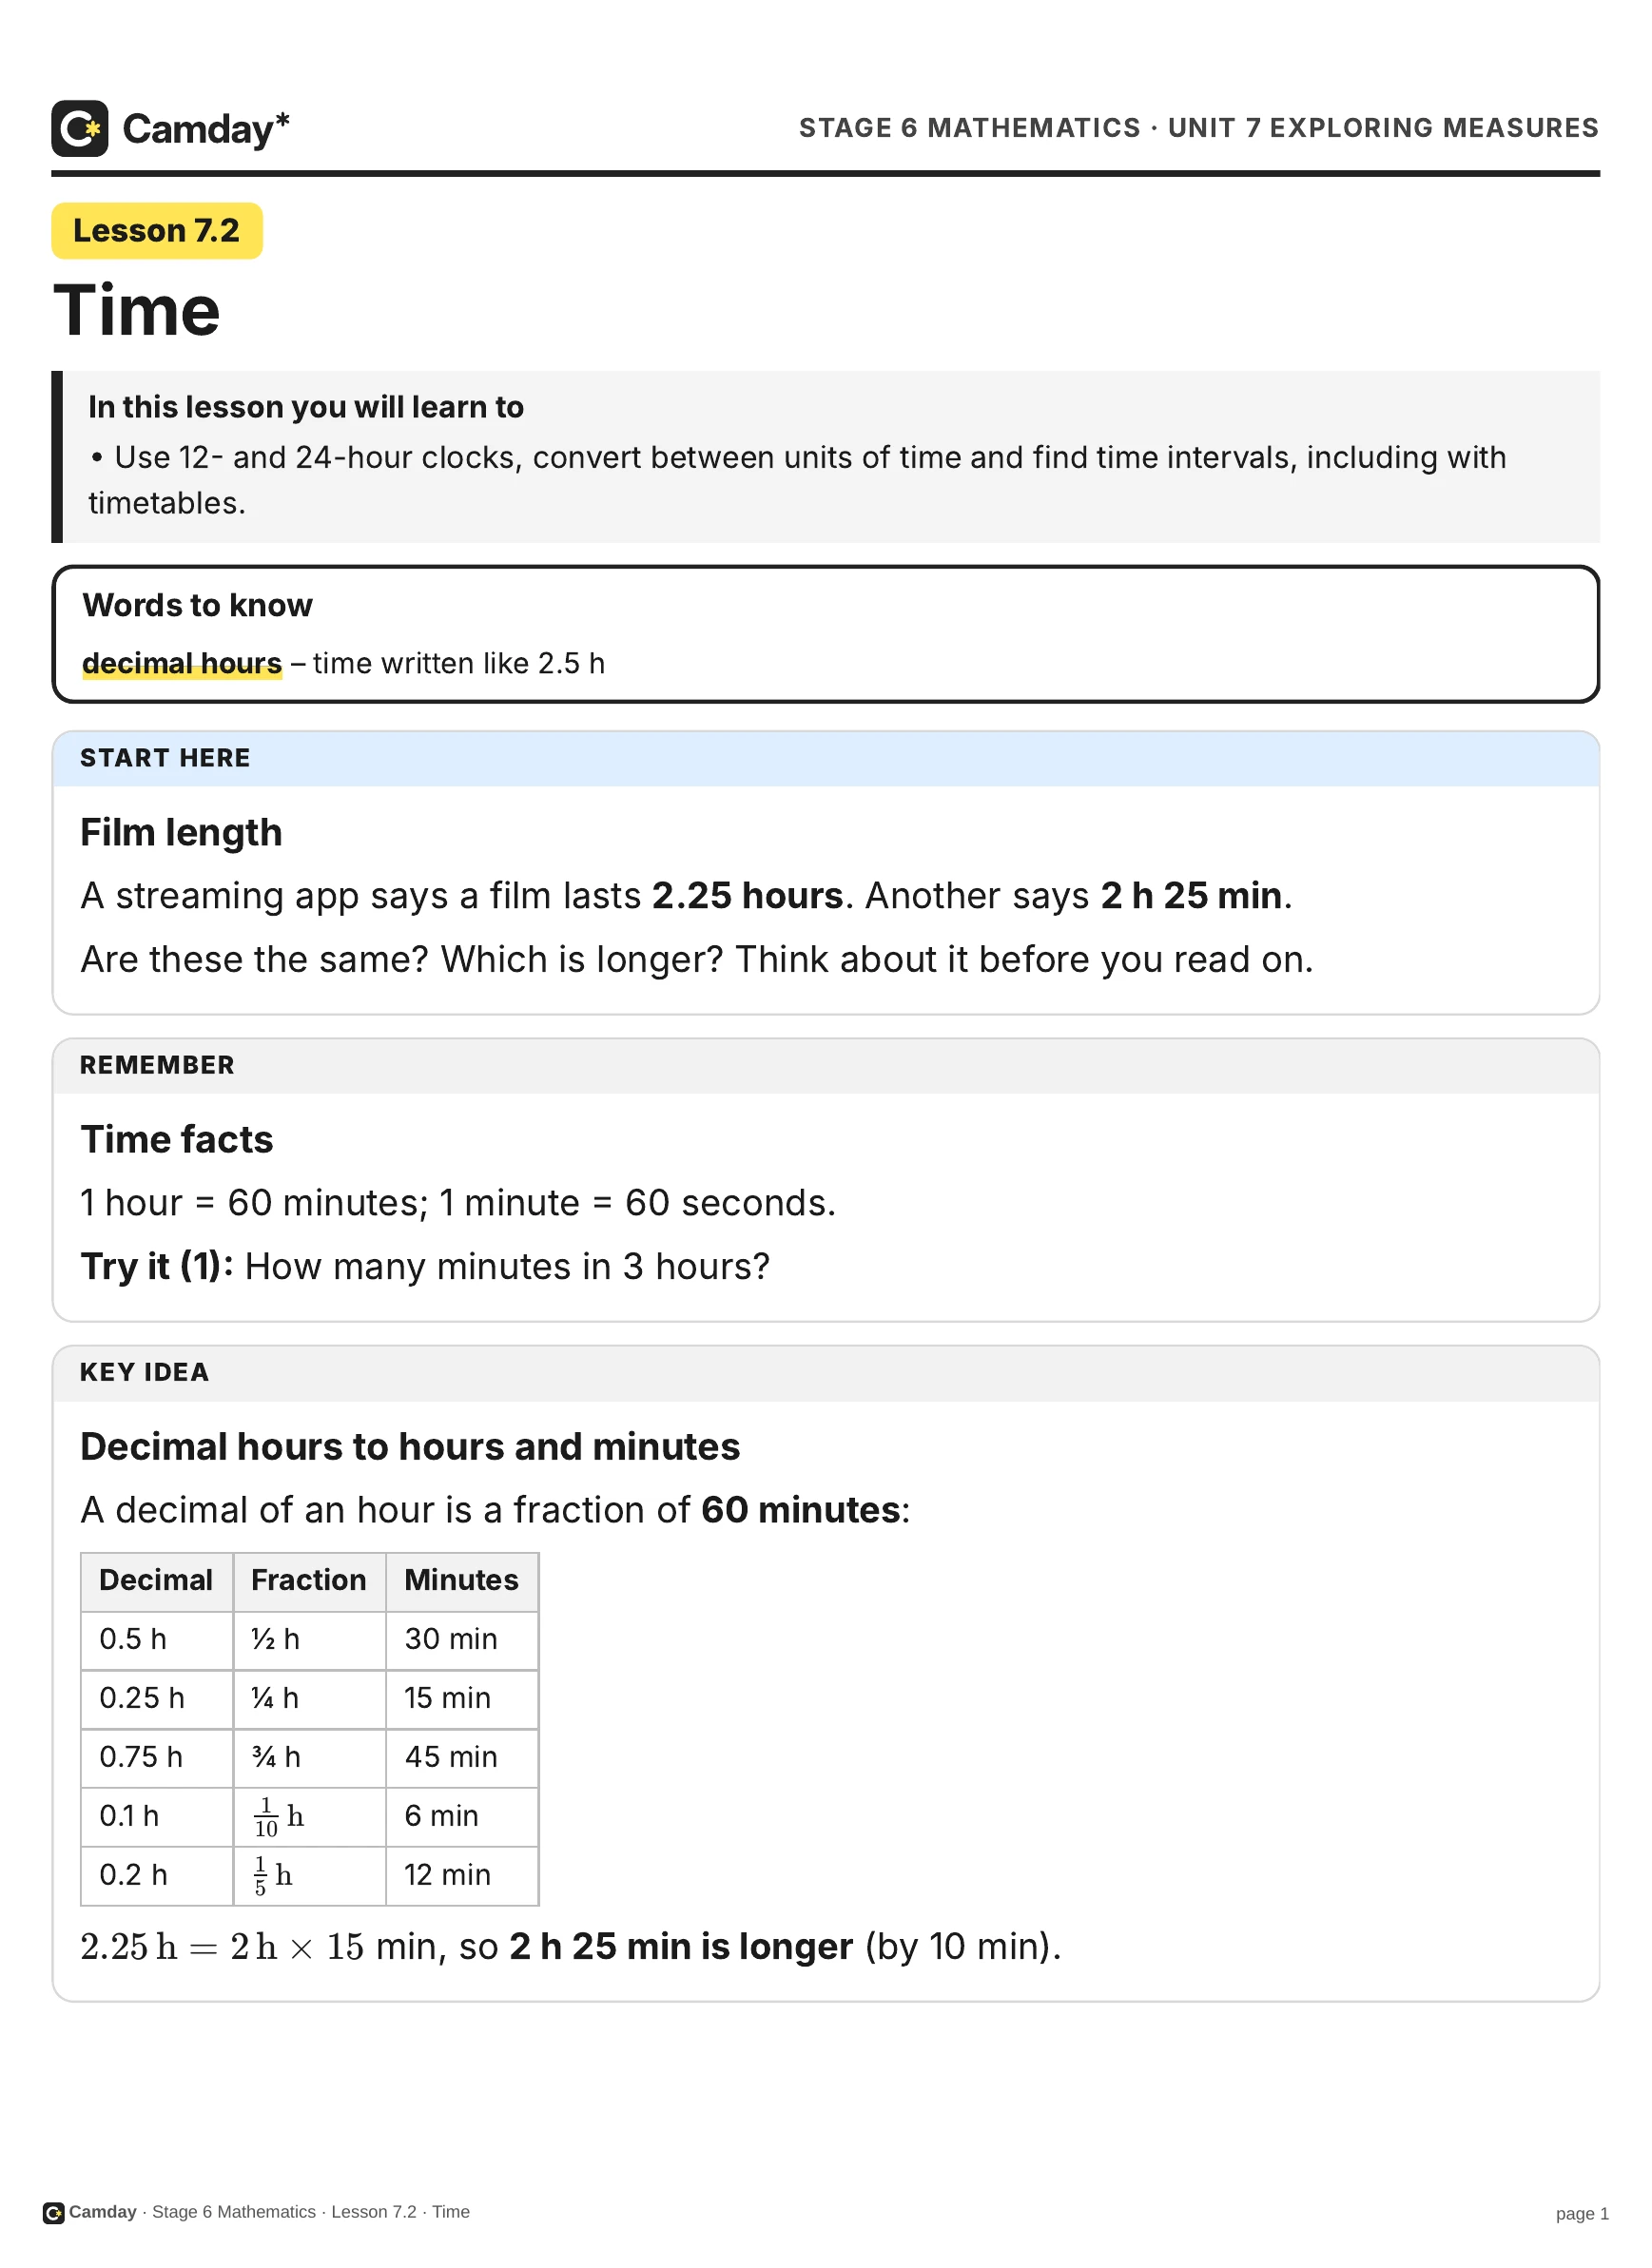 Camday*
STAGE 6 MATHEMATICS · UNIT 7 EXPLORING MEASURES
Lesson 7.2
Time
In this lesson you will learn to
• Use 12- and 24-hour clocks, convert between units of time and find time intervals, including with
timetables.
Words to know
decimal hours – time written like 2.5 h
START HERE
Film length
A streaming app says a film lasts 2.25 hours. Another says 2 h 25 min.
Are these the same? Which is longer? Think about it before you read on.
REMEMBER
Time facts
1 hour = 60 minutes; 1 minute = 60 seconds.
Try it (1): How many minutes in 3 hours?
KEY IDEA
Decimal hours to hours and minutes
A decimal of an hour is a fraction of 60 minutes:
Decimal Fraction Minutes
0.5 h ½ h 30 min
0.25 h ¼ h 15 min
0.75 h ¾ h 45 min
0.1 h 1/10 h 6 min
0.2 h 1/5 h 12 min
2.25 h = 2 h × 15 min, so 2 h 25 min is longer (by 10 min).
Camday · Stage 6 Mathematics · Lesson 7.2 · Time
page 1